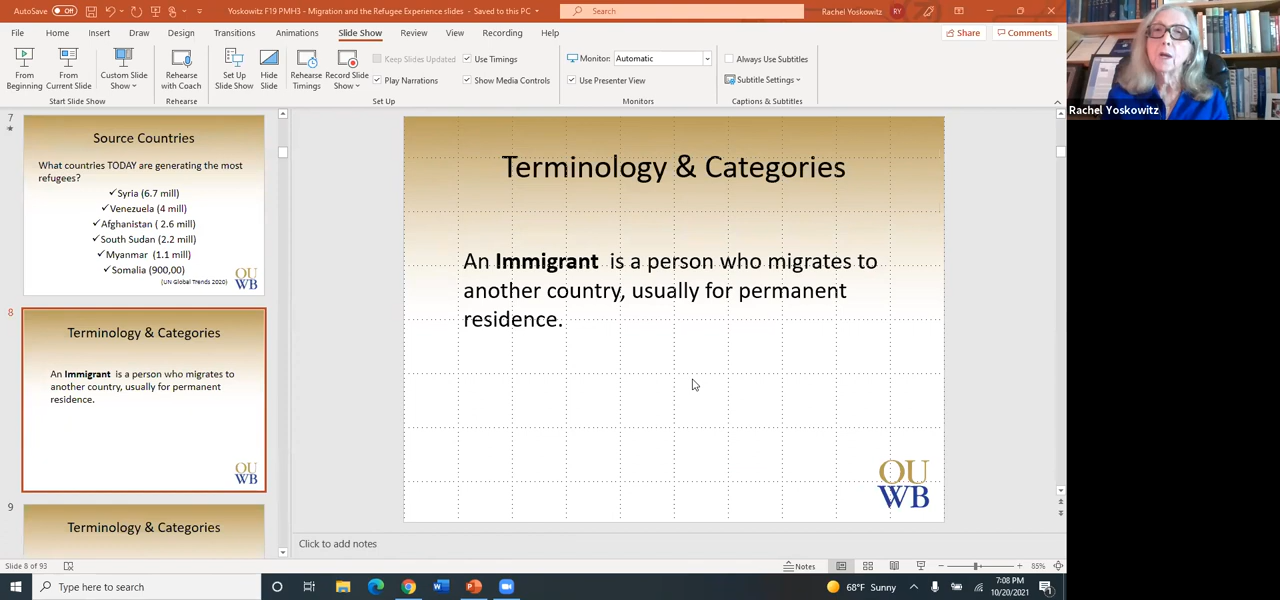 AutoSave Off Yoskowitz F19 PMH3 - Migration and the Refugee Experience slides - Saved to this PC Search Rachel Yoskowitz RY
File Home Insert Draw Design Transitions Animations Slide Show Review View Recording Help Share Comments
From Beginning
From Current Slide
Custom Slide Show
Start Slide Show
Rehearse with Coach
Rehearse
Set Up Slide Show
Hide Slide
Rehearse Timings
Record Slide Show
Keep Slides Updated
Play Narrations
Use Timings
Show Media Controls
Set Up
Monitor: Automatic
Use Presenter View
Monitors
Always Use Subtitles
Subtitle Settings
Captions & Subtitles
Rachel Yoskowitz
7
Source Countries
What countries TODAY are generating the most
refugees?
✓Syria (6.7 mill)
✓Venezuela (4 mill)
✓Afghanistan ( 2.6 mill)
✓South Sudan (2.2 mill)
✓Myanmar (1.1 mill)
✓Somalia (900,00)
(UN Global Trends 2020)
OU
WB
8
Terminology & Categories
An Immigrant is a person who migrates to
another country, usually for permanent
residence.
OU
WB
9
Terminology & Categories
Terminology & Categories
An Immigrant is a person who migrates to
another country, usually for permanent
residence.
OU
WB
Click to add notes
Slide 8 of 93 Notes 85%
Type here to search 68°F Sunny 7:08 PM
10/20/2021